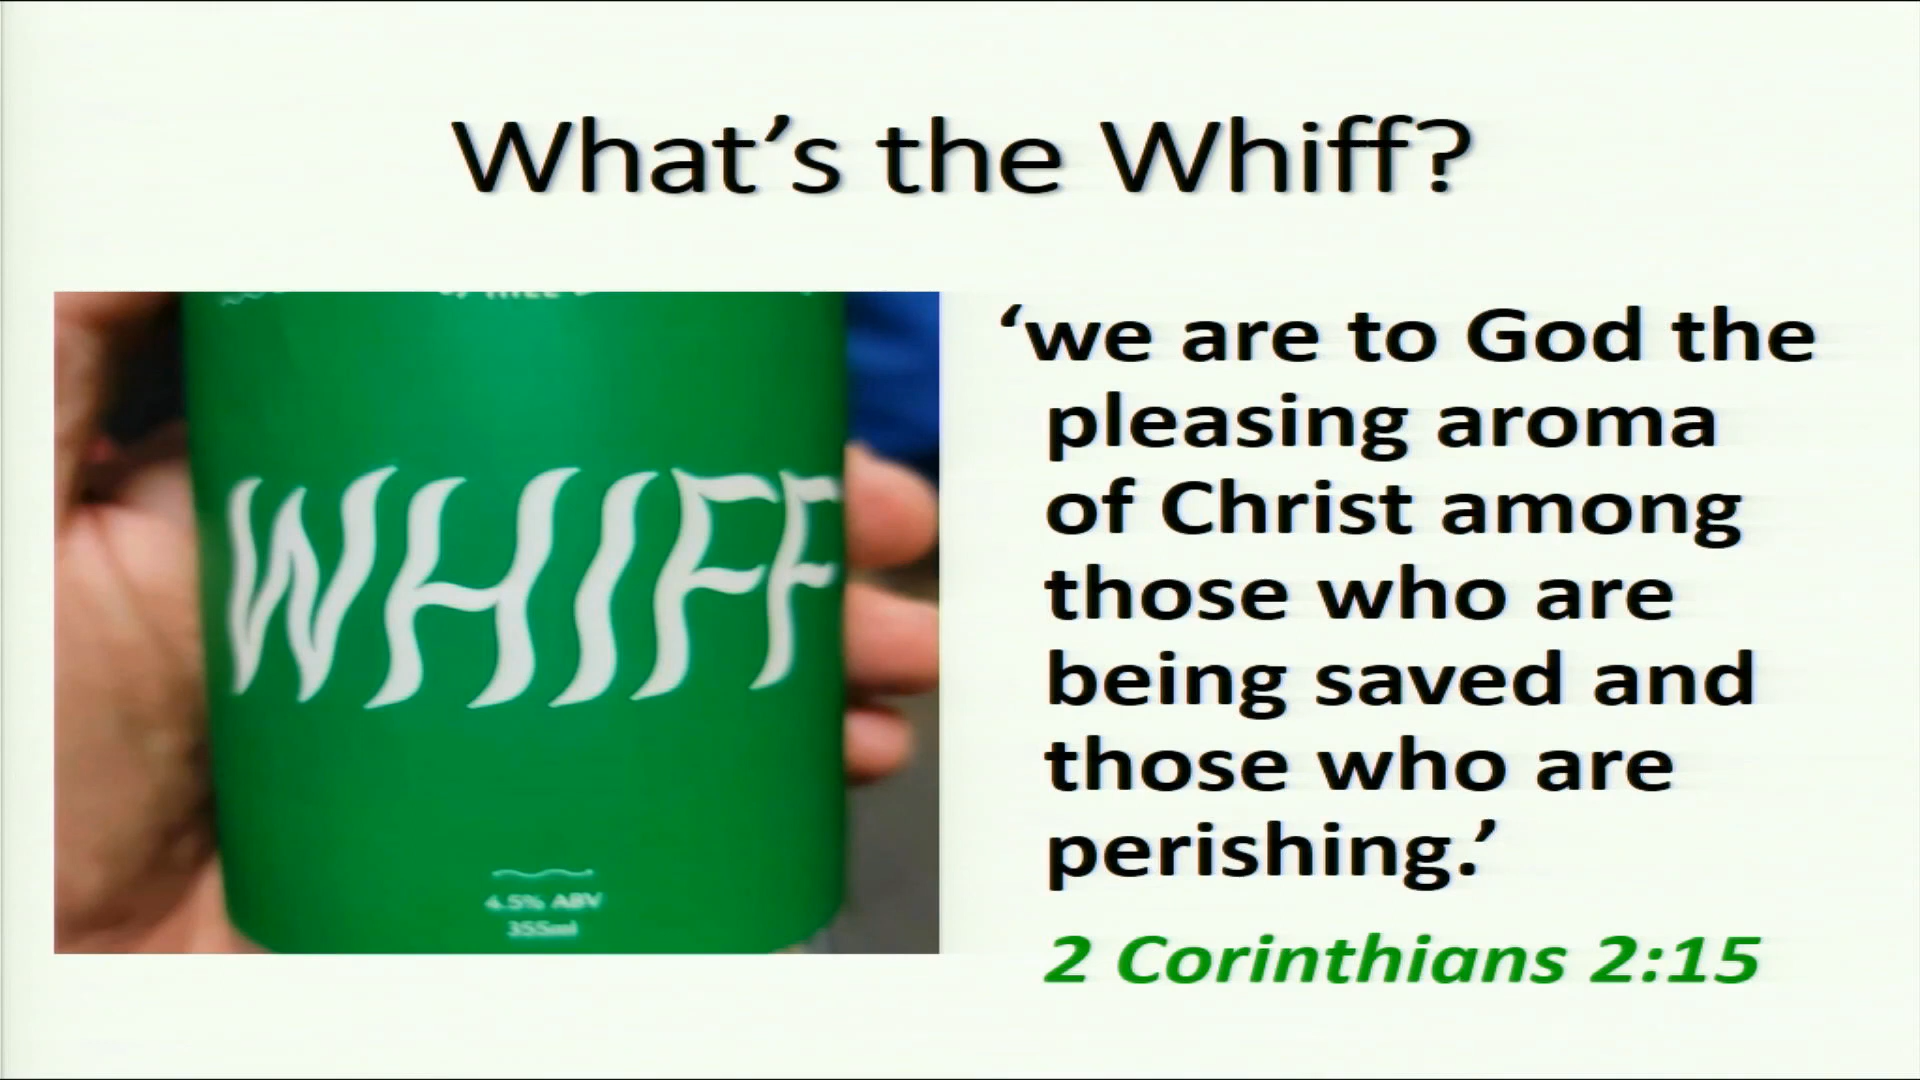 What’s the Whiff?
WHIFF
4.5% ABV
355ml
‘we are to God the
pleasing aroma
of Christ among
those who are
being saved and
those who are
perishing.’
2 Corinthians 2:15